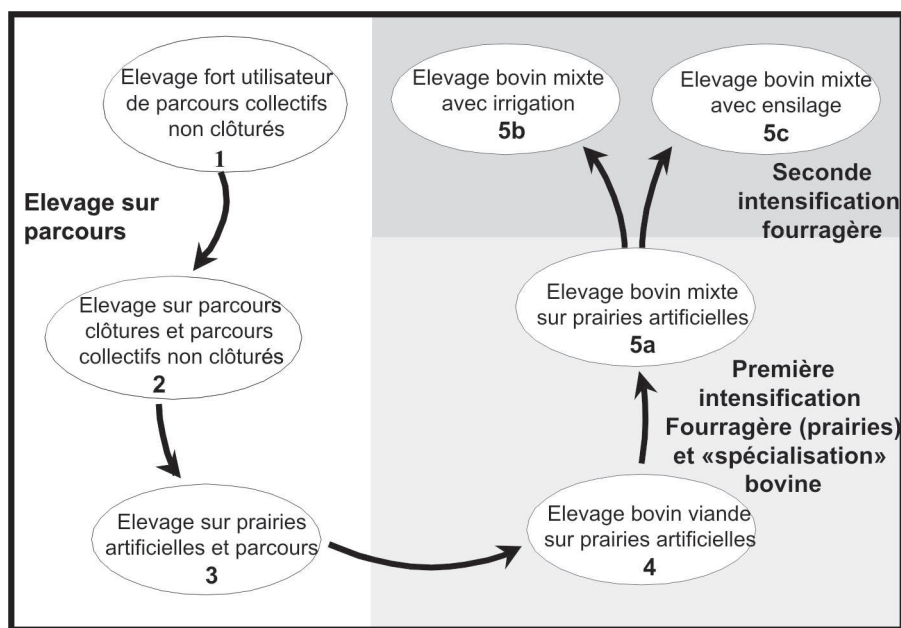 Elevage fort utilisateur
de parcours collectifs
non clôturés
1
Elevage sur
parcours
Elevage sur parcours
clôtures et parcours
collectifs non clôturés
2
Elevage sur prairies
artificielles et parcours
3
Elevage bovin viande
sur prairies artificielles
4
Première
intensification
Fourragère (prairies)
et «spécialisation»
bovine
Elevage bovin mixte
sur prairies artificielles
5a
Elevage bovin mixte
avec irrigation
5b
Elevage bovin mixte
avec ensilage
5c
Seconde
intensification
fourragère